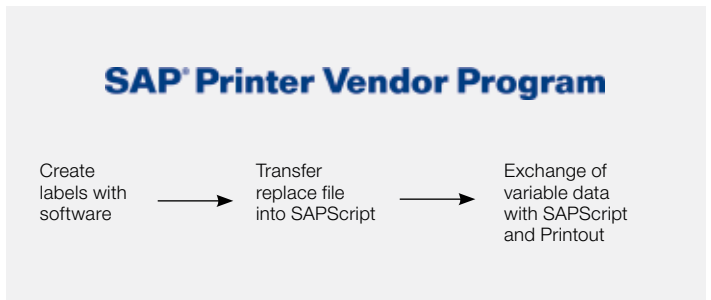 SAP® Printer Vendor Program
Create
labels with
software
Transfer
replace file
into SAPScript
Exchange of
variable data
with SAPScript
and Printout